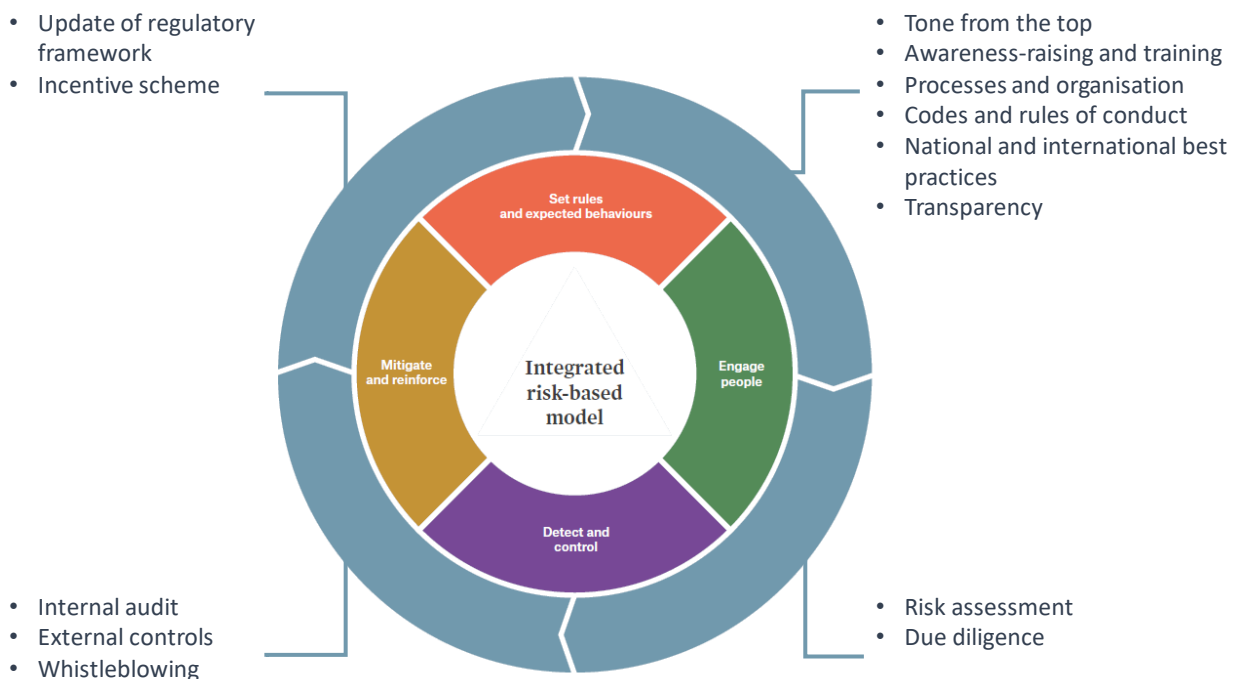 • Update of regulatory
framework
• Incentive scheme
• Tone from the top
• Awareness-raising and training
• Processes and organisation
• Codes and rules of conduct
• National and international best
practices
• Transparency
Set rules
and expected behaviours
Mitigate
and reinforce
Integrated
risk-based
model
Engage
people
Detect and
control
• Internal audit
• External controls
• Whistleblowing
• Risk assessment
• Due diligence